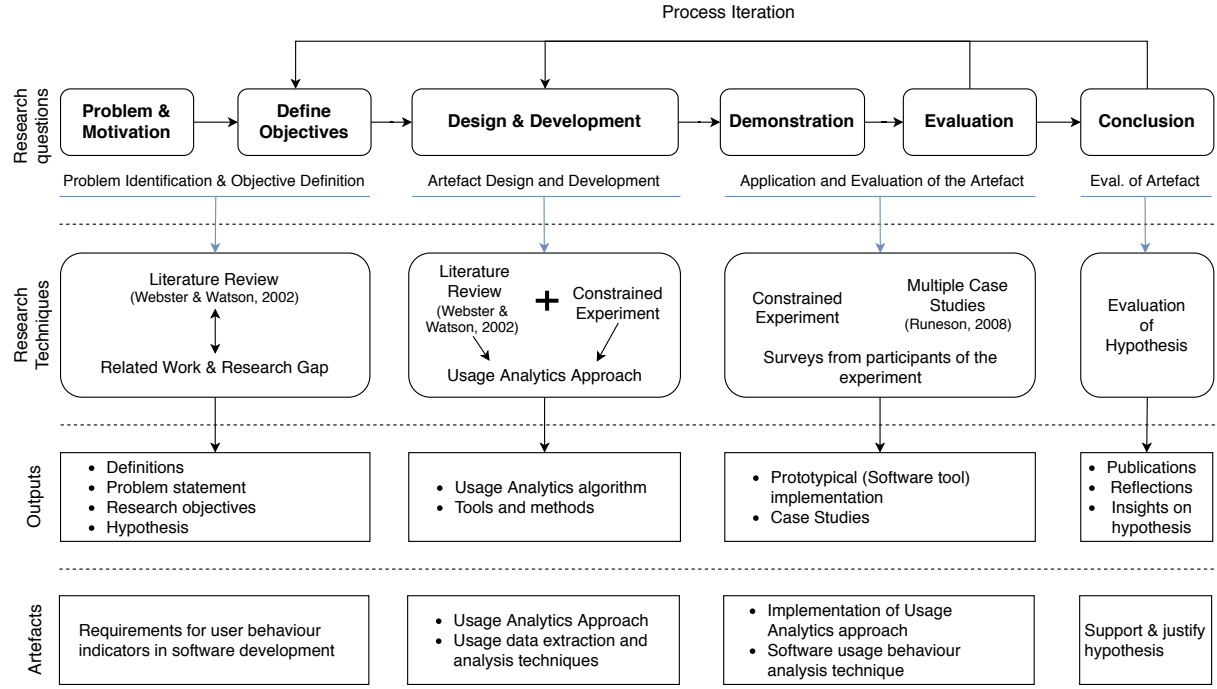 Process Iteration
Research
questions
Problem &
Motivation
Define
Objectives
Design & Development
Demonstration
Evaluation
Conclusion
Problem Identification & Objective Definition
Artefact Design and Development
Application and Evaluation of the Artefact
Eval. of Artefact
Research
Techniques
Literature Review
(Webster & Watson, 2002)
Related Work & Research Gap
Literature
Review
(Webster &
Watson, 2002)
+
Constrained
Experiment
Usage Analytics Approach
Constrained
Experiment
Multiple Case
Studies
(Runeson, 2008)
Surveys from participants of the
experiment
Evaluation
of
Hypothesis
Outputs
• Definitions
• Problem statement
• Research objectives
• Hypothesis
• Usage Analytics algorithm
• Tools and methods
• Prototypical (Software tool)
implementation
• Case Studies
• Publications
• Reflections
• Insights on
hypothesis
Artefacts
Requirements for user behaviour
indicators in software development
• Usage Analytics Approach
• Usage data extraction and
analysis techniques
• Implementation of Usage
Analytics approach
• Software usage behaviour
analysis technique
Support & justify
hypothesis